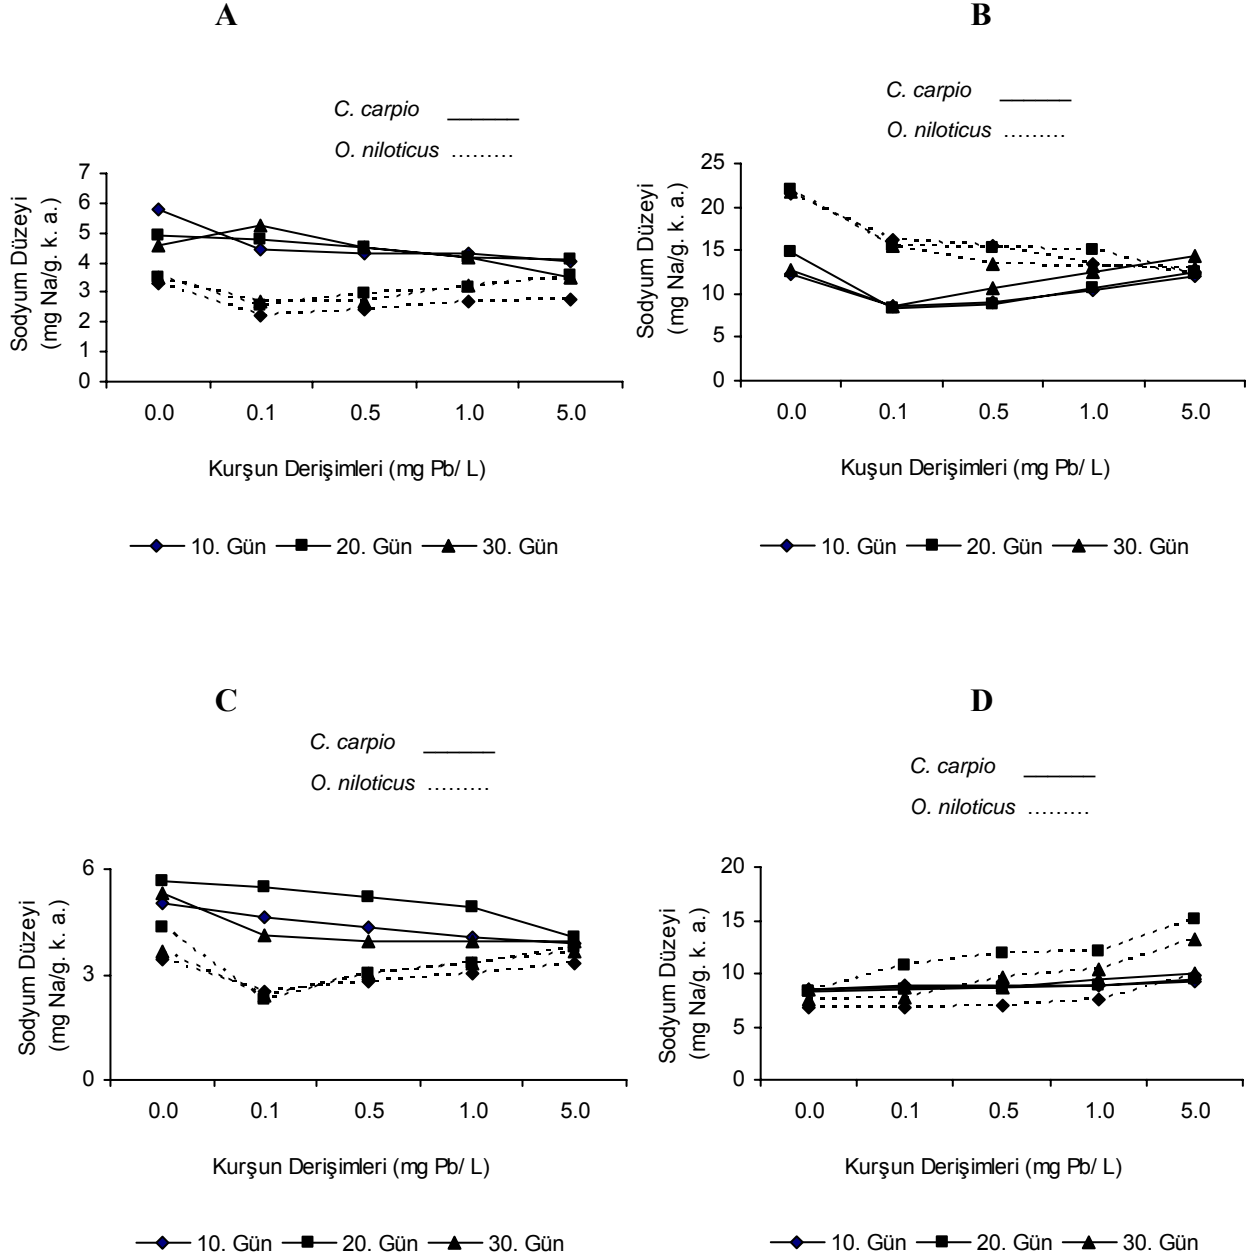 A
C. carpio ______
O. niloticus .........
Sodyum Düzeyi
(mg Na/g. k. a.)
7
6
5
4
3
2
1
0
0.0 0.1 0.5 1.0 5.0
Kurşun Derişimleri (mg Pb/ L)
10. Gün 20. Gün 30. Gün
B
C. carpio ______
O. niloticus .........
Sodyum Düzeyi
(mg Na/g. k. a.)
25
20
15
10
5
0
0.0 0.1 0.5 1.0 5.0
Kuşun Derişimleri (mg Pb/ L)
10. Gün 20. Gün 30. Gün
C
C. carpio ______
O. niloticus .........
Sodyum Düzeyi
(mg Na/g. k. a.)
6
3
0
0.0 0.1 0.5 1.0 5.0
Kurşun Derişimleri (mg Pb/ L)
10. Gün 20. Gün 30. Gün
D
C. carpio ______
O. niloticus .........
Sodyum Düzeyi
(mg Na/g. k. a.)
20
15
10
5
0
0.0 0.1 0.5 1.0 5.0
Kurşun Derişimleri (mg Pb/ L)
10. Gün 20. Gün 30. Gün